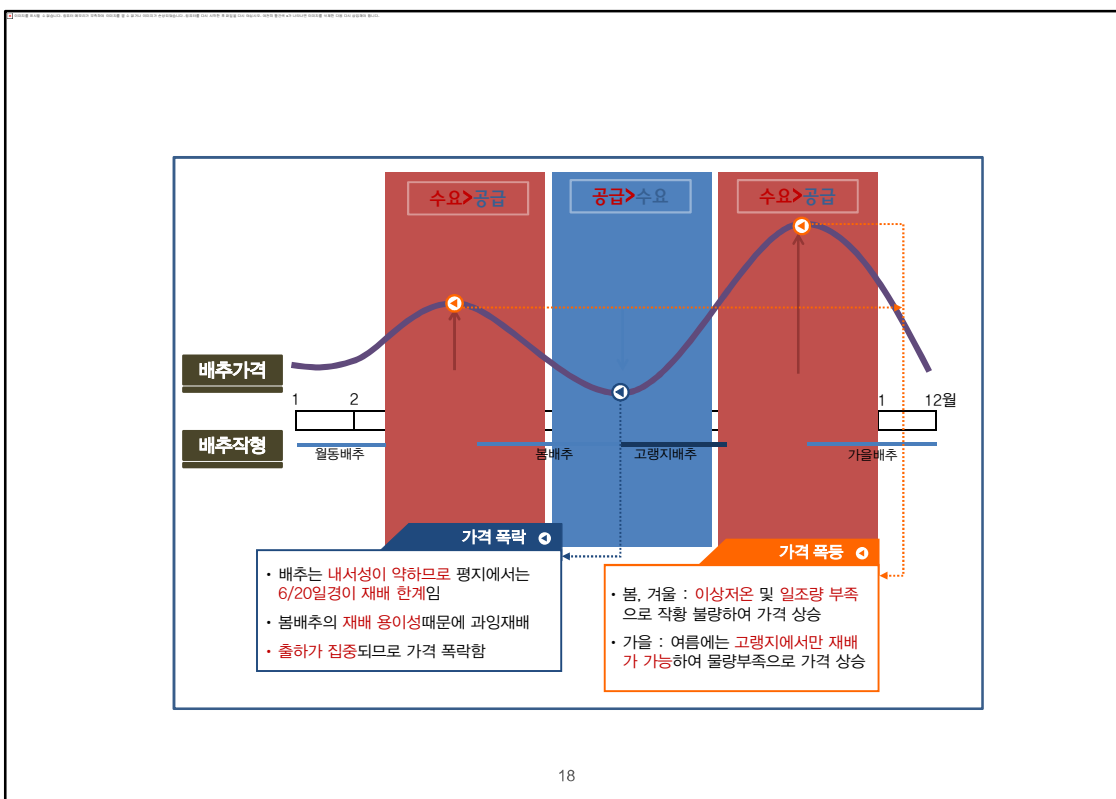 수요>공급
공급>수요
수요>공급
배추가격
1
2
1
12월
배추작형
월동배추
봄배추
고랭지배추
가을배추
가격 폭락
• 배추는 내서성이 약하므로 평지에서는
6/20일경이 재배 한계임
• 봄배추의 재배 용이성때문에 과잉재배
• 출하가 집중되므로 가격 폭락함
가격 폭등
• 봄, 겨울 : 이상저온 및 일조량 부족
으로 작황 불량하여 가격 상승
• 가을 : 여름에는 고랭지에서만 재배
가 가능하여 물량부족으로 가격 상승
18